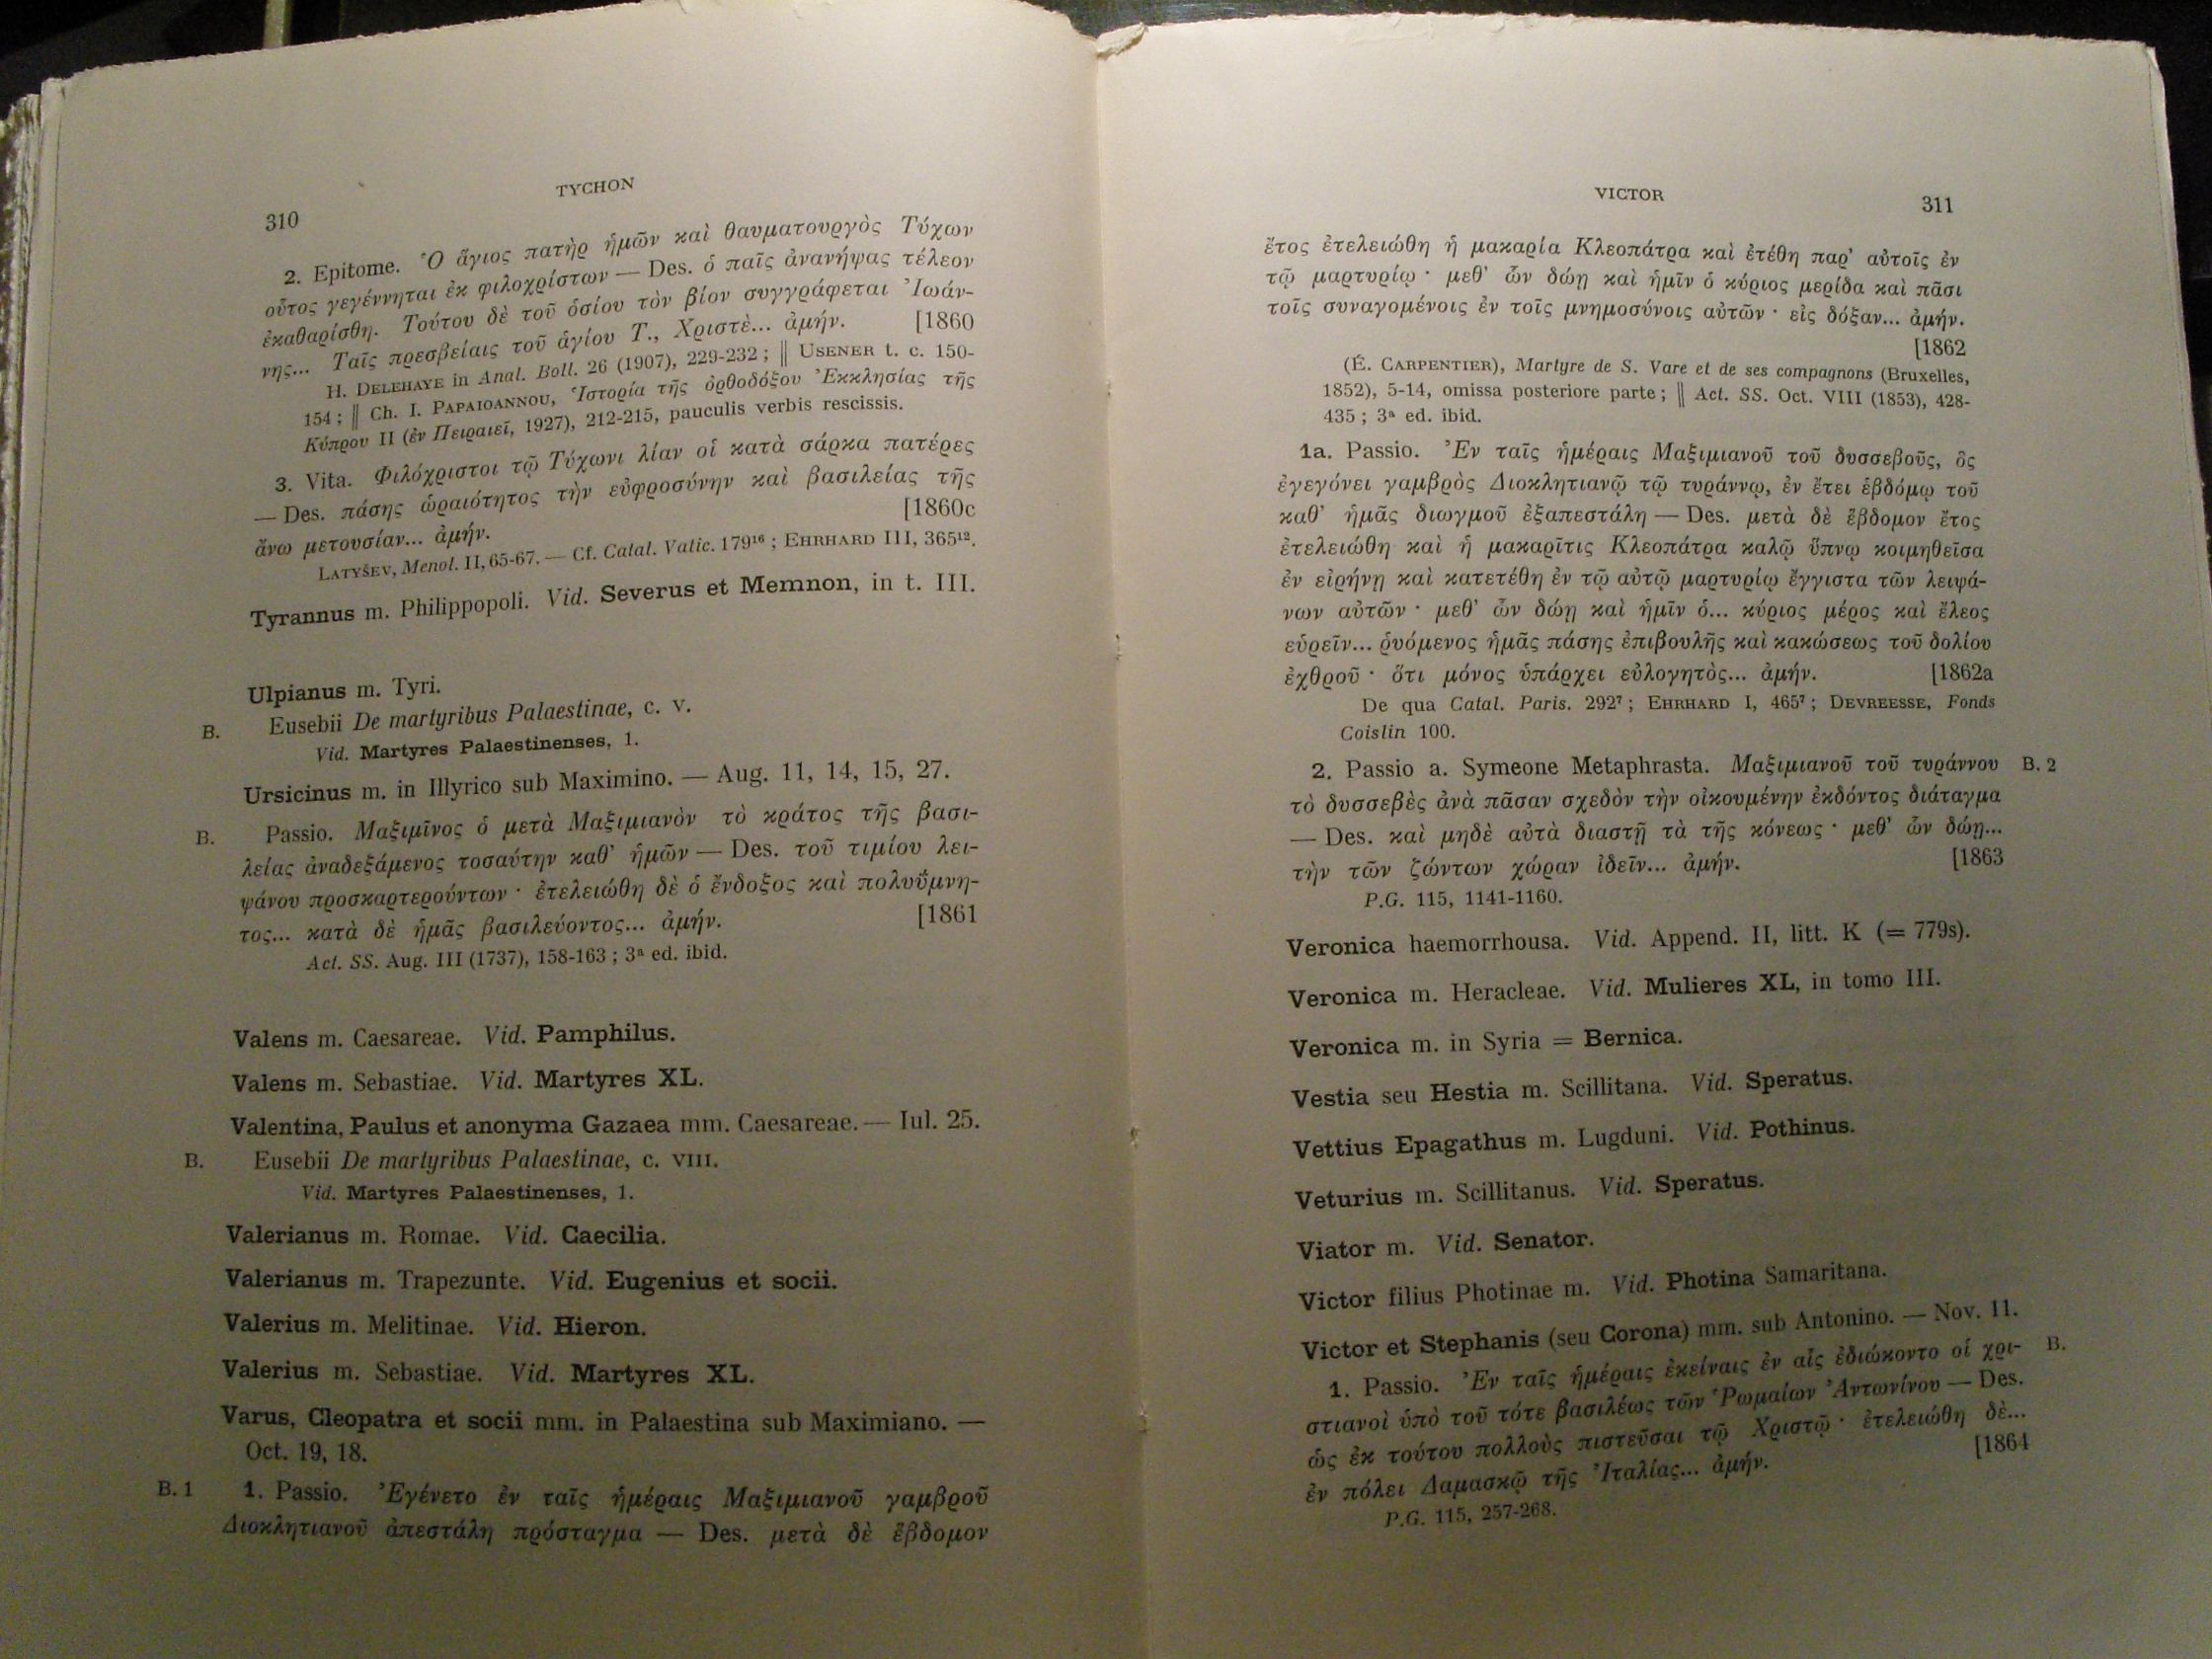 310
TYCHON
2. Epitome. Ὁ ἅγιος πατὴρ ἡμῶν καὶ θαυματουργὸς Τύχων
οὗτος γεγέννηται ἐκ φιλοχρίστων — Des. ὁ παῖς ἀνανήψας τέλεον
ἐκαθαρίσθη. Τούτου δὲ τοῦ ὁσίου τὸν βίον συγγράφεται Ἰωάν-
νης... Ταῖς πρεσβείαις τοῦ ἁγίου Τ., Χριστὲ... ἀμήν. [1860
H. DELEHAYE in Anal. Boll. 26 (1907), 229-232 ; || USENER t. c. 150-
154 ; || Ch. I. PAPAIOANNOU, Ἱστορία τῆς ὀρθοδόξου Ἐκκλησίας τῆς
Κύπρου II (ἐν Πειραιεῖ, 1927), 212-215, pauculis verbis rescissis.
3. Vita. Φιλόχριστοι τῷ Τύχωνι λίαν οἱ κατὰ σάρκα πατέρες
— Des. πάσης ὡραιότητος τὴν εὐφροσύνην καὶ βασιλείας τῆς
ἄνω μετουσίαν... ἀμήν. [1860c
LATYŠEV, Menol. II, 65-67. — Cf. Catal. Vatic. 179¹⁶ ; EHRHARD III, 365¹².
Tyrannus m. Philippopoli. Vid. Severus et Memnon, in t. III.
Ulpianus m. Tyri.
B. Eusebii De martyribus Palaestinae, c. V.
Vid. Martyres Palaestinenses, 1.
Ursicinus m. in Illyrico sub Maximino. — Aug. 11, 14, 15, 27.
B. Passio. Μαξιμῖνος ὁ μετὰ Μαξιμιανὸν τὸ κράτος τῆς βασι-
λείας ἀναδεξάμενος τοσαύτην καθ' ἡμῶν — Des. τοῦ τιμίου λει-
ψάνου προσκαρτερούντων · ἐτελειώθη δὲ ὁ ἔνδοξος καὶ πολυΰμνη-
τος... κατὰ δὲ ἡμᾶς βασιλεύοντος... ἀμήν. [1861
Act. SS. Aug. III (1737), 158-163 ; 3ᵃ ed. ibid.
Valens m. Caesareae. Vid. Pamphilus.
Valens m. Sebastiae. Vid. Martyres XL.
Valentina, Paulus et anonyma Gazaea mm. Caesareae. — Iul. 25.
B. Eusebii De martyribus Palaestinae, c. VIII.
Vid. Martyres Palaestinenses, 1.
Valerianus m. Romae. Vid. Caecilia.
Valerianus m. Trapezunte. Vid. Eugenius et socii.
Valerius m. Melitinae. Vid. Hieron.
Valerius m. Sebastiae. Vid. Martyres XL.
Varus, Cleopatra et socii mm. in Palaestina sub Maximiano. —
Oct. 19, 18.
B. 1 1. Passio. Ἐγένετο ἐν ταῖς ἡμέραις Μαξιμιανοῦ γαμβροῦ
Διοκλητιανοῦ ἀπεστάλη πρόσταγμα — Des. μετὰ δὲ ἕβδομον
VICTOR
311
ἔτος ἐτελειώθη ἡ μακαρία Κλεοπάτρα καὶ ἐτέθη παρ' αὐτοῖς ἐν
τῷ μαρτυρίῳ · μεθ' ὧν δώῃ καὶ ἡμῖν ὁ κύριος μερίδα καὶ πᾶσι
τοῖς συναγομένοις ἐν τοῖς μνημοσύνοις αὐτῶν · εἰς δόξαν... ἀμήν.
[1862
(É. CARPENTIER), Martyre de S. Vare et de ses compagnons (Bruxelles,
1852), 5-14, omissa posteriore parte ; || Act. SS. Oct. VIII (1853), 428-
435 ; 3ᵃ ed. ibid.
1a. Passio. Ἐν ταῖς ἡμέραις Μαξιμιανοῦ τοῦ δυσσεβοῦς, ὃς
ἐγεγόνει γαμβρὸς Διοκλητιανῷ τῷ τυράννῳ, ἐν ἔτει ἑβδόμῳ τοῦ
καθ' ἡμᾶς διωγμοῦ ἐξαπεστάλη — Des. μετὰ δὲ ἕβδομον ἔτος
ἐτελειώθη καὶ ἡ μακαρῖτις Κλεοπάτρα καλῷ ὕπνῳ κοιμηθεῖσα
ἐν εἰρήνῃ καὶ κατετέθη ἐν τῷ αὐτῷ μαρτυρίῳ ἔγγιστα τῶν λειψά-
νων αὐτῶν · μεθ' ὧν δώῃ καὶ ἡμῖν ὁ... κύριος μέρος καὶ ἔλεος
εὑρεῖν... ῥυόμενος ἡμᾶς πάσης ἐπιβουλῆς καὶ κακώσεως τοῦ δολίου
ἐχθροῦ · ὅτι μόνος ὑπάρχει εὐλογητὸς... ἀμήν. [1862a
De qua Catal. Paris. 292⁷ ; EHRHARD I, 465⁷ ; DEVREESSE, Fonds
Coislin 100.
2. Passio a. Symeone Metaphrasta. Μαξιμιανοῦ τοῦ τυράννου B. 2
τὸ δυσσεβὲς ἀνὰ πᾶσαν σχεδὸν τὴν οἰκουμένην ἐκδόντος διάταγμα
— Des. καὶ μηδὲ αὐτὰ διαστῇ τὰ τῆς κόνεως · μεθ' ὧν δώῃ...
τὴν τῶν ζώντων χώραν ἰδεῖν... ἀμήν. [1863
P.G. 115, 1141-1160.
Veronica haemorrhousa. Vid. Append. II, litt. K (= 779s).
Veronica m. Heracleae. Vid. Mulieres XL, in tomo III.
Veronica m. in Syria = Bernica.
Vestia seu Hestia m. Scillitana. Vid. Speratus.
Vettius Epagathus m. Lugduni. Vid. Pothinus.
Veturius m. Scillitanus. Vid. Speratus.
Viator m. Vid. Senator.
Victor filius Photinae m. Vid. Photina Samaritana.
Victor et Stephanis (seu Corona) mm. sub Antonino. — Nov. 11.
1. Passio. Ἐν ταῖς ἡμέραις ἐκείναις ἐν αἷς ἐδιώκοντο οἱ χρι- B.
στιανοὶ ὑπὸ τοῦ τότε βασιλέως τῶν Ῥωμαίων Ἀντωνίνου — Des.
ὡς ἐκ τούτου πολλοὺς πιστεῦσαι τῷ Χριστῷ · ἐτελειώθη δὲ...
ἐν πόλει Δαμασκῷ τῆς Ἰταλίας... ἀμήν. [1864
P.G. 115, 257-268.